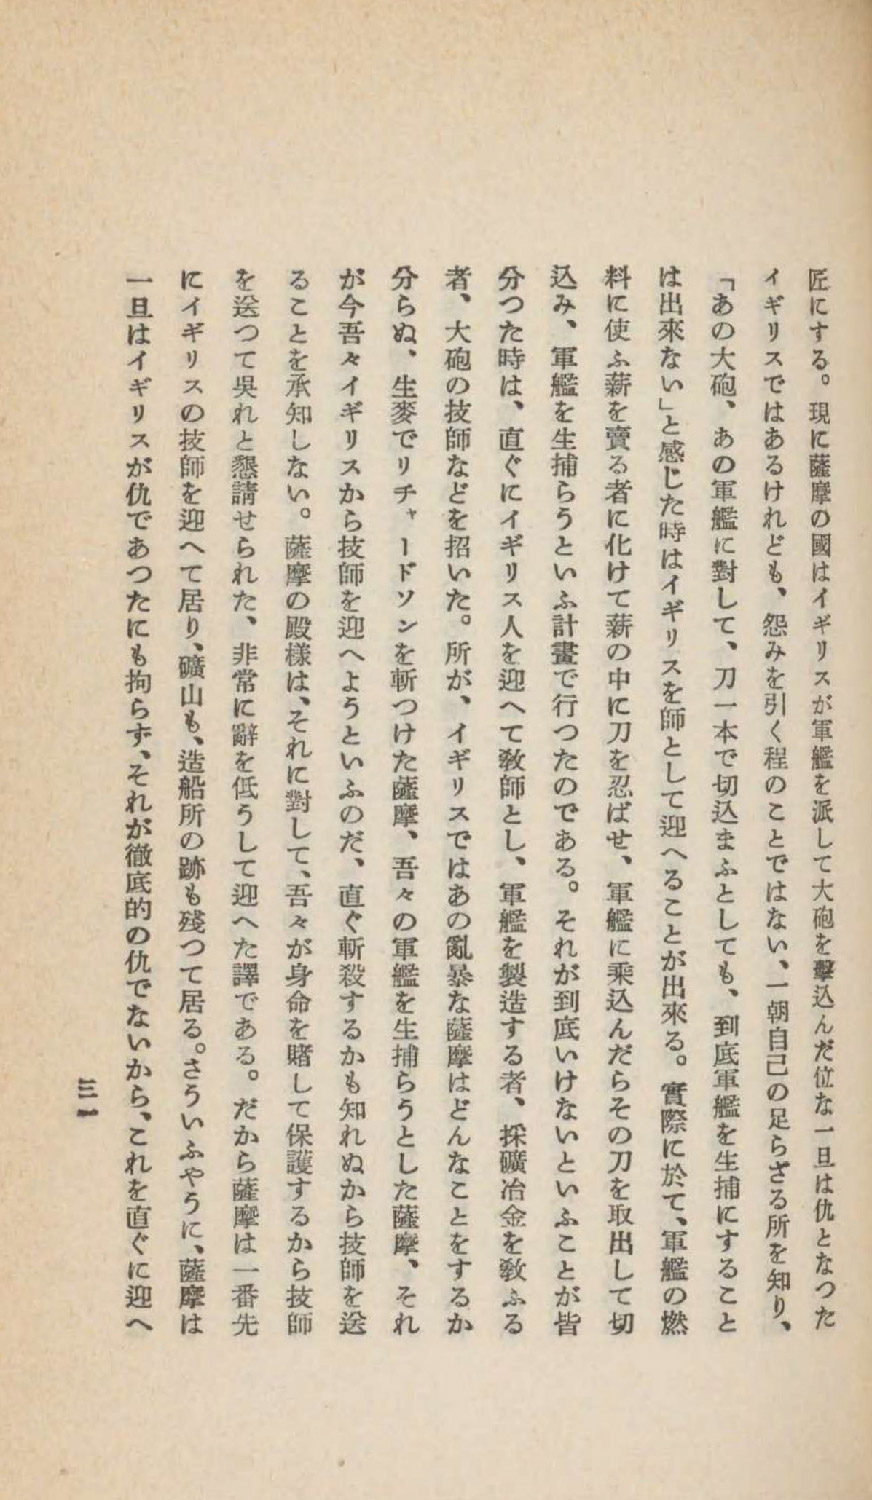 匠にする。現に薩摩の國はイギリスが軍艦を派して大砲を擊込んだ位な一旦は仇となつた
イギリスではあるけれども、怨みを引く程のことではない、一朝自己の足らざる所を知り、
「あの大砲、あの軍艦に對して、刀一本で切込まふとしても、到底軍艦を生捕にすること
は出來ない」と感じた時はイギリスを師として迎へることが出來る。實際に於て、軍艦の燃
料に使ふ薪を賣る者に化けて薪の中に刀を忍ばせ、軍艦に乘込んだらその刀を取出して切
込み、軍艦を生捕らうといふ計畫で行つたのである。それが到底いけないといふことが皆
分つた時は、直ぐにイギリス人を迎へて敎師とし、軍艦を製造する者、採礦冶金を敎ふる
者、大砲の技師などを招いた。所が、イギリスではあの亂暴な薩摩はどんなことをするか
分らぬ、生麥でリチャードソンを斬つけた薩摩、吾々の軍艦を生捕らうとした薩摩、それ
が今吾々イギリスから技師を迎へようといふのだ、直ぐ斬殺するかも知れぬから技師を送
ることを承知しない。薩摩の殿樣は、それに對して、吾々が身命を賭して保護するから技師
を送つて吳れと懇請せられた、非常に辭を低うして迎へた譯である。だから薩摩は一番先
にイギリスの技師を迎へて居り、礦山も、造船所の跡も残つて居る。さういふやうに、薩摩は
一旦はイギリスが仇であつたにも拘らず、それが徹底的の仇でないから、これを直ぐに迎へ
三一